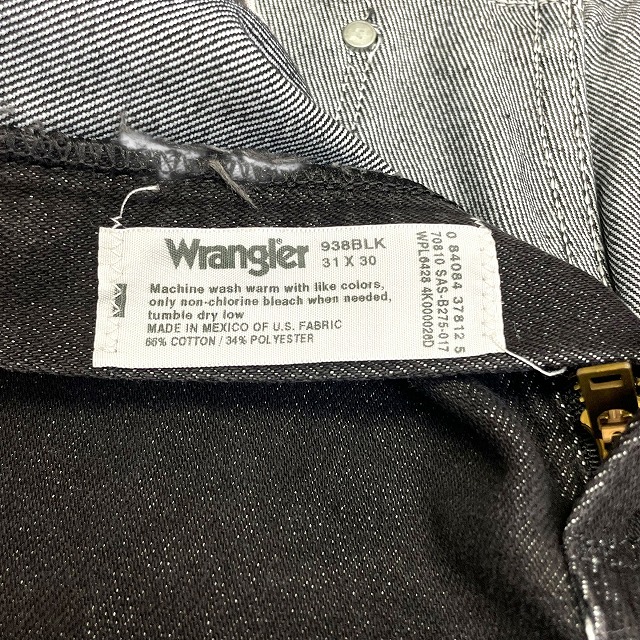 Wrangler 938BLK
31 X 30
Machine wash warm with like colors,
only non-chlorine bleach when needed,
tumble dry low
MADE IN MEXICO OF U.S. FABRIC
66% COTTON / 34% POLYESTER
0 84084 37812 5
70810 SAS-B275-017
WPL6428 4K000028D